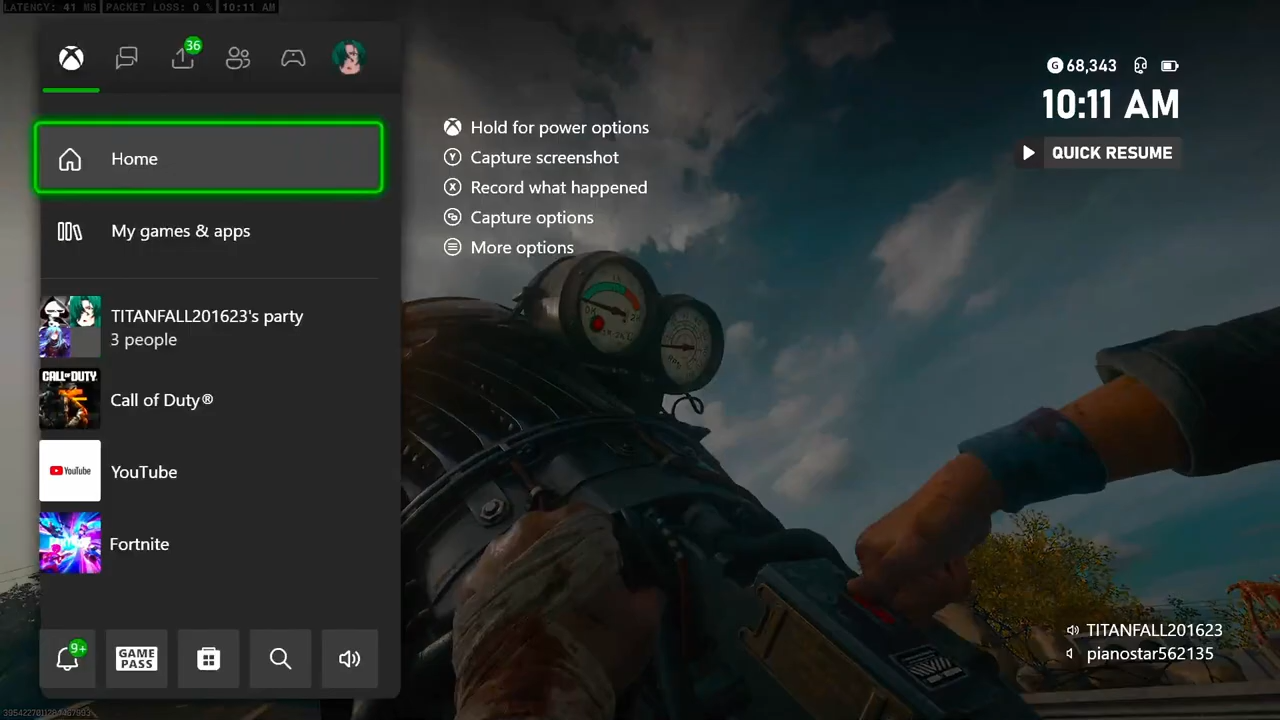 LATENCY: 41 MS PACKET LOSS: 0 % 10:11 AM
36
Home
My games & apps
TITANFALL201623's party
3 people
CALL OF DUTY
Call of Duty®
YouTube
YouTube
Fortnite
9+
GAME
PASS
Hold for power options
Y Capture screenshot
X Record what happened
Capture options
More options
G 68,343
10:11 AM
QUICK RESUME
TITANFALL201623
pianostar562135